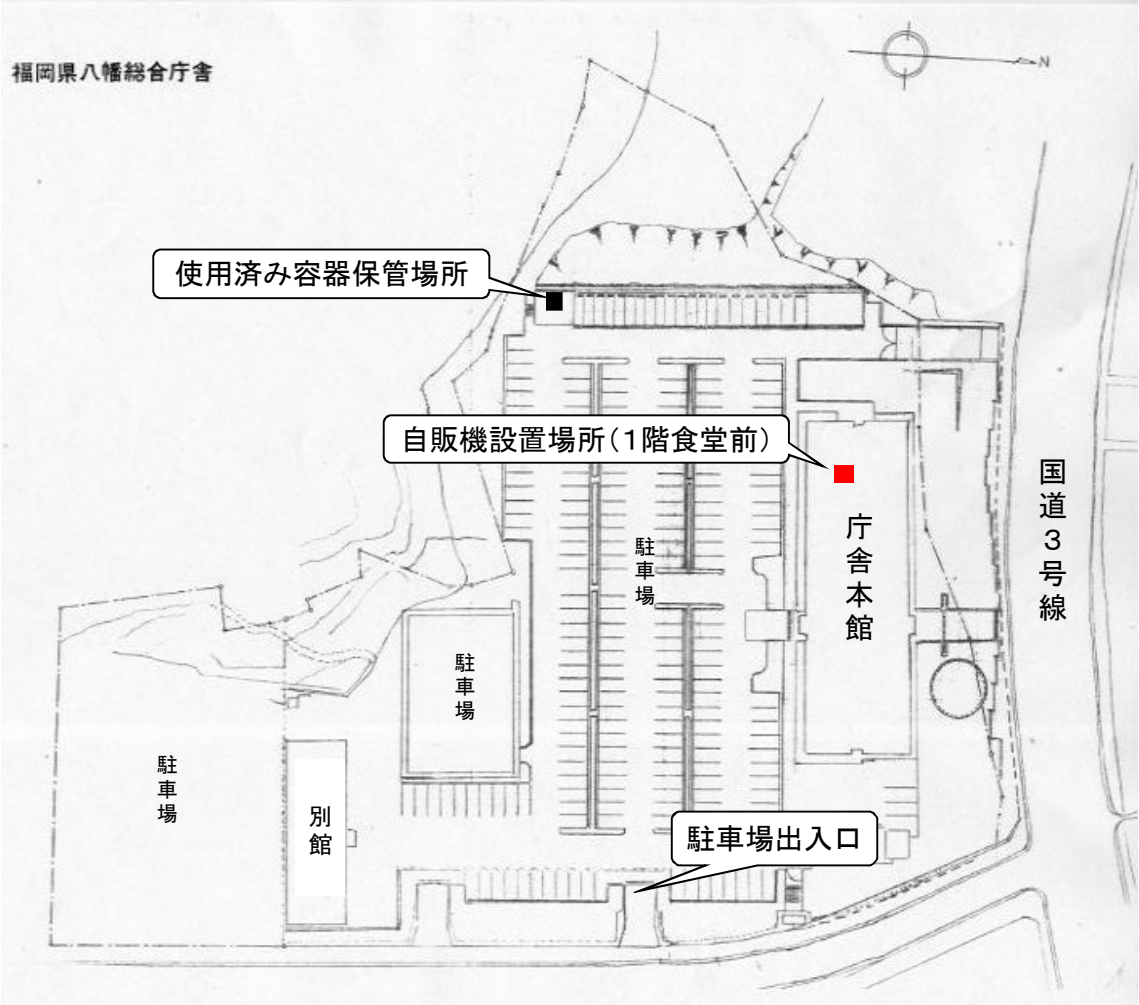 福岡県八幡総合庁舎
N
使用済み容器保管場所
自販機設置場所(1階食堂前)
国道3号線
庁舎本館
駐車場
駐車場
駐車場
別館
駐車場出入口